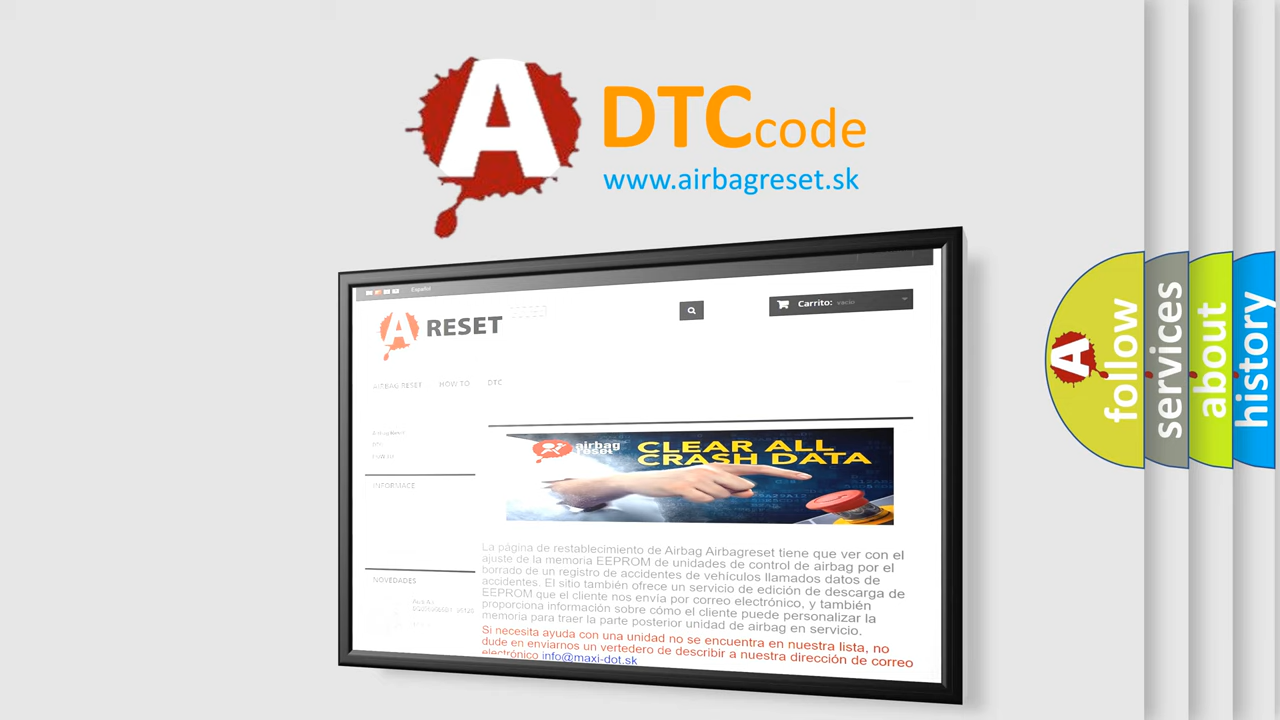 A
DTCcode
www.airbagreset.sk
Español
A RESET
Carrito: vacío
AIRBAG RESET HOW TO DTC
airbag
reset
CLEAR ALL
CRASH DATA
INFORMACE
La página de restablecimiento de Airbag Airbagreset tiene que ver con el
ajuste de la memoria EEPROM de unidades de control de airbag por el
borrado de un registro de accidentes de vehículos llamados datos de
accidentes. El sitio también ofrece un servicio de edición de descarga de
EEPROM que el cliente nos envía por correo electrónico, y también
proporciona información sobre cómo el cliente puede personalizar la
memoria para traer la parte posterior unidad de airbag en servicio.
NOVEDADES
Si necesita ayuda con una unidad no se encuentra en nuestra lista, no
dude en enviarnos un vertedero de describir a nuestra dirección de correo
electrónico info@maxi-dot.sk
A
follow
services
about
history